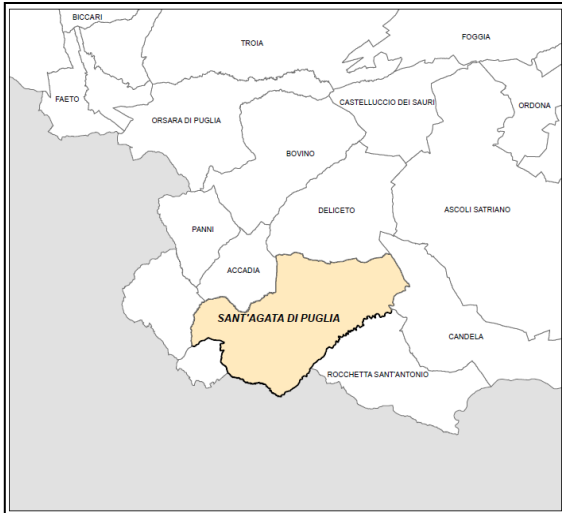 BICCARI
TROIA
FOGGIA
FAETO
CASTELLUCCIO DEI SAURI
ORDONA
ORSARA DI PUGLIA
BOVINO
DELICETO
ASCOLI SATRIANO
PANNI
ACCADIA
SANT'AGATA DI PUGLIA
CANDELA
ROCCHETTA SANT'ANTONIO